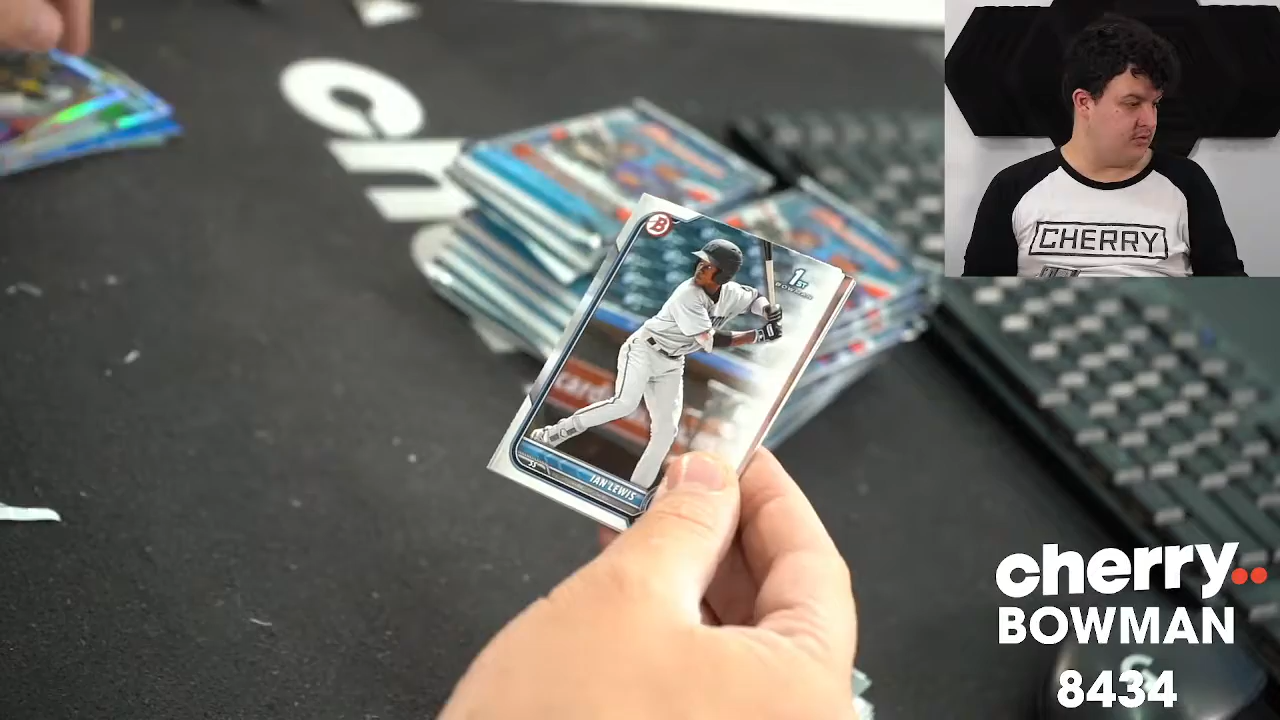 B
1ST
BOWMAN
IAN LEWIS
CHERRY
cherry..
BOWMAN
8434